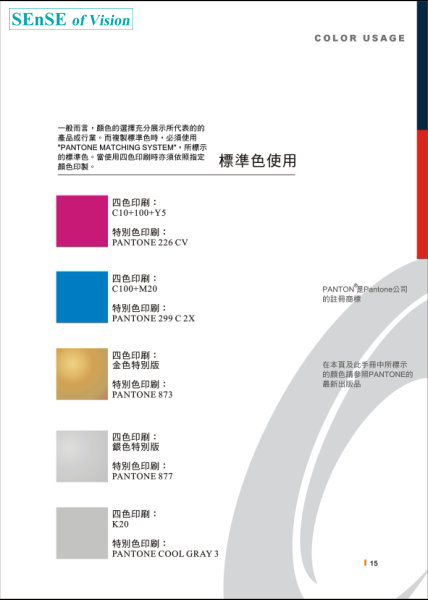 SEnSE of Vision
COLOR USAGE
一般而言，顏色的選擇充分展示所代表的的
產品或行業。而複製標準色時，必須使用
"PANTONE MATCHING SYSTEM"，所標示
的標準色。當使用四色印刷時亦須依照指定
顏色印製。
標準色使用
四色印刷：
C10+100+Y5
特別色印刷：
PANTONE 226 CV
四色印刷：
C100+M20
特別色印刷：
PANTONE 299 C 2X
四色印刷：
金色特別版
特別色印刷：
PANTONE 873
四色印刷：
銀色特別版
特別色印刷：
PANTONE 877
四色印刷：
K20
特別色印刷：
PANTONE COOL GRAY 3
PANTON®是Pantone公司
的註冊商標
在本頁及此手冊中所標示
的顏色請參照PANTONE的
最新出版品
15